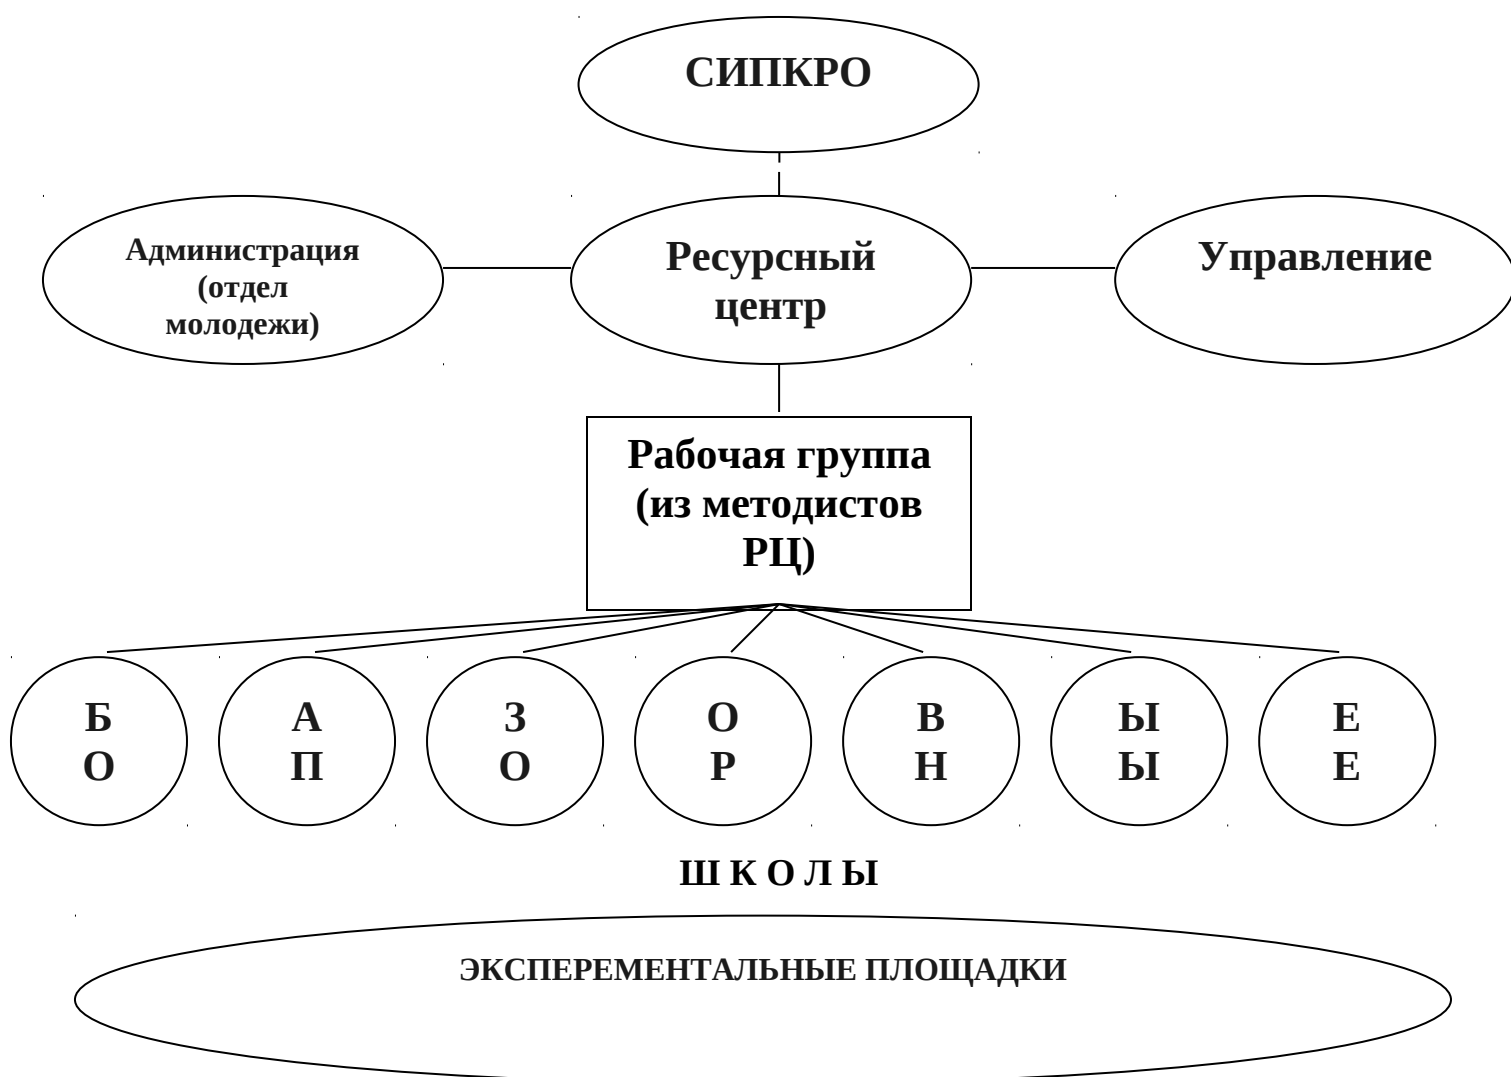 СИПКРО
Администрация
(отдел
молодежи)
Ресурсный
центр
Управление
Рабочая группа
(из методистов
РЦ)
Б
О
А
П
З
О
О
Р
В
Н
Ы
Ы
Е
Е
Ш К О Л Ы
ЭКСПЕРЕМЕНТАЛЬНЫЕ ПЛОЩАДКИ